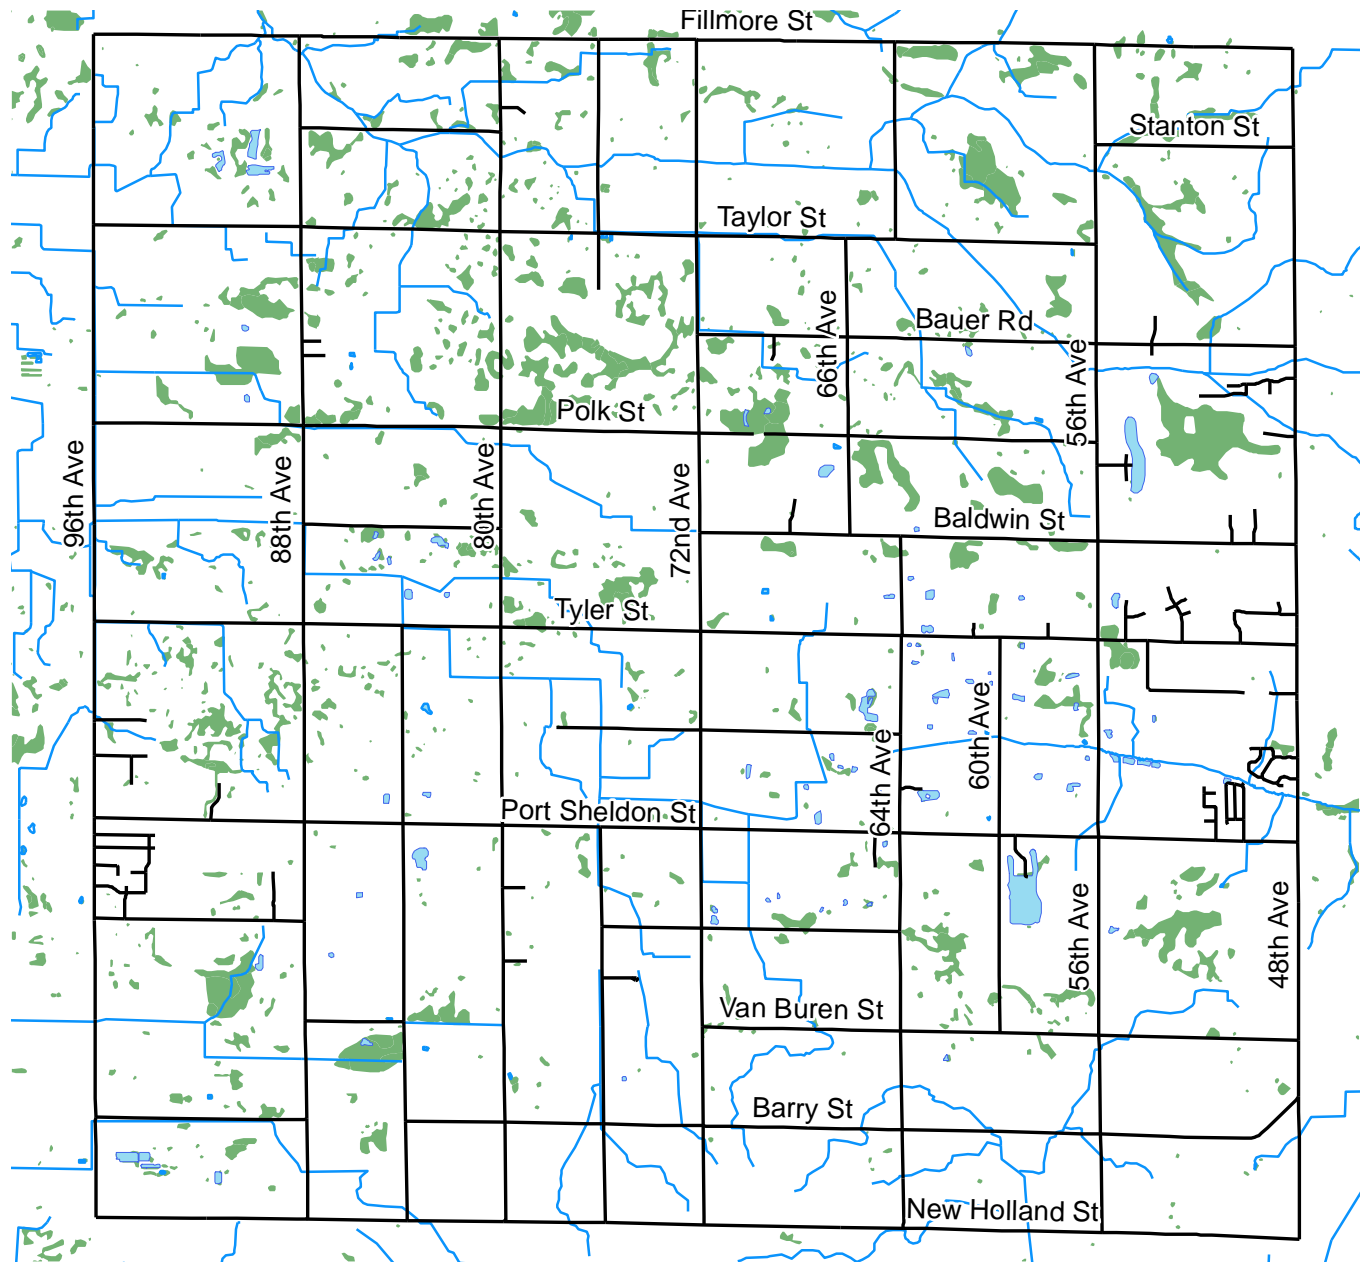 Fillmore St
Stanton St
Taylor St
66th Ave
Bauer Rd
56th Ave
Polk St
96th Ave
88th Ave
80th Ave
72nd Ave
Baldwin St
Tyler St
60th Ave
64th Ave
Port Sheldon St
56th Ave
48th Ave
Van Buren St
Barry St
New Holland St